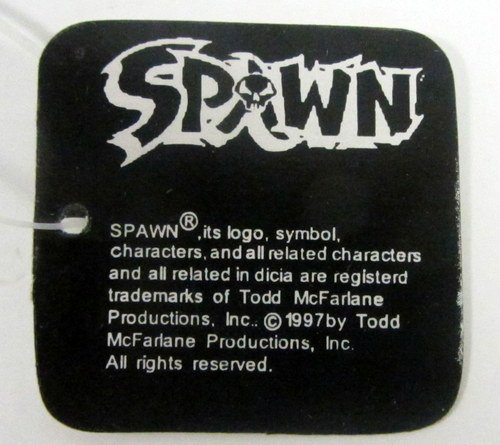 SPAWN
SPAWN®,its logo, symbol,
characters, and all related characters
and all related in dicia are registerd
trademarks of Todd McFarlane
Productions, Inc.. ©1997by Todd
McFarlane Productions, Inc.
All rights reserved.